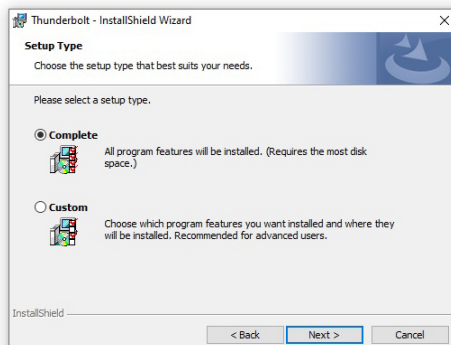 Thunderbolt - InstallShield Wizard
Setup Type
Choose the setup type that best suits your needs.
Please select a setup type.
Complete
All program features will be installed. (Requires the most disk
space.)
Custom
Choose which program features you want installed and where they
will be installed. Recommended for advanced users.
InstallShield
< Back
Next >
Cancel